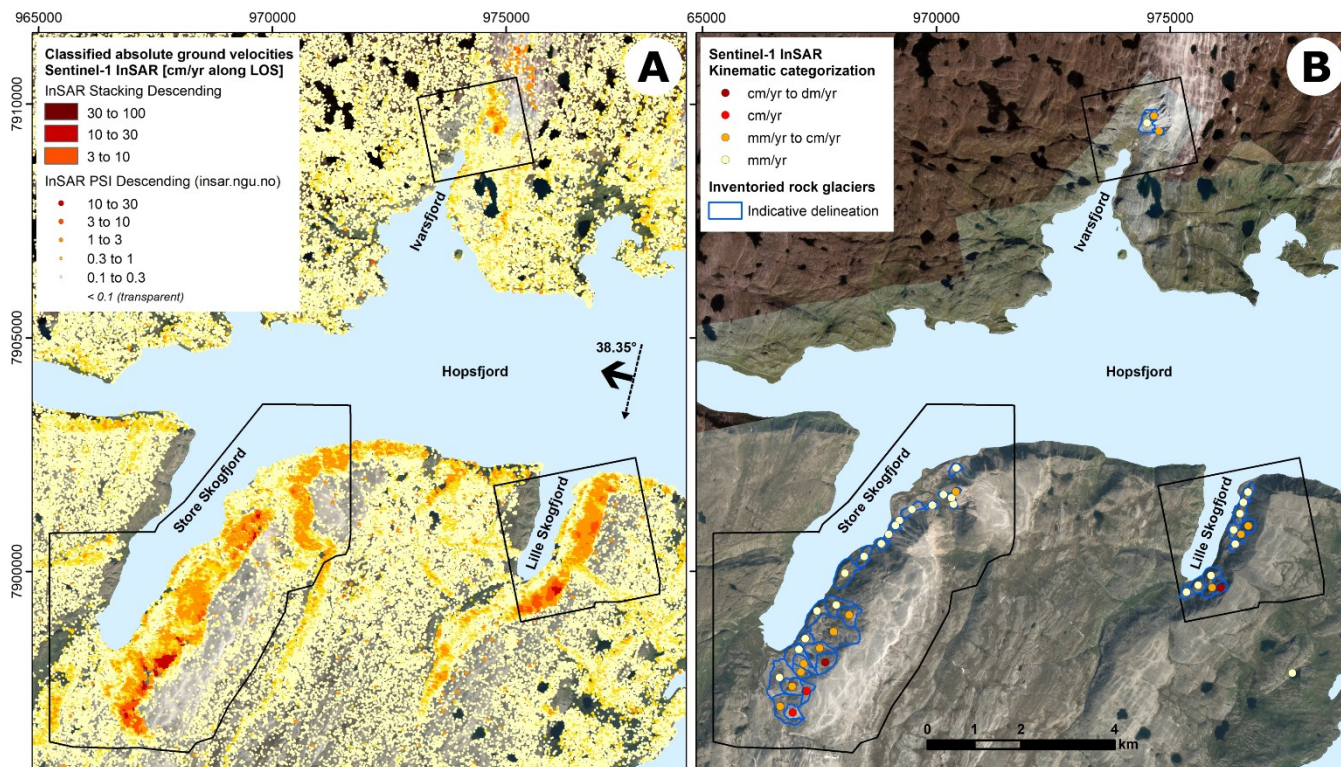 965000
970000
975000
65000
970000
975000
Classified absolute ground velocities
Sentinel-1 InSAR [cm/yr along LOS]
InSAR Stacking Descending
30 to 100
10 to 30
3 to 10
InSAR PSI Descending (insar.ngu.no)
10 to 30
3 to 10
1 to 3
0.3 to 1
0.1 to 0.3
< 0.1 (transparent)
A
7910000
7905000
7900000
Ivarsfjord
38.35°
Hopsfjord
Store Skogfjord
Lille Skogfjord
Sentinel-1 InSAR
Kinematic categorization
cm/yr to dm/yr
cm/yr
mm/yr to cm/yr
mm/yr
Inventoried rock glaciers
Indicative delineation
B
Ivarsfjord
Hopsfjord
Store Skogfjord
Lille Skogfjord
0 1 2 4
km